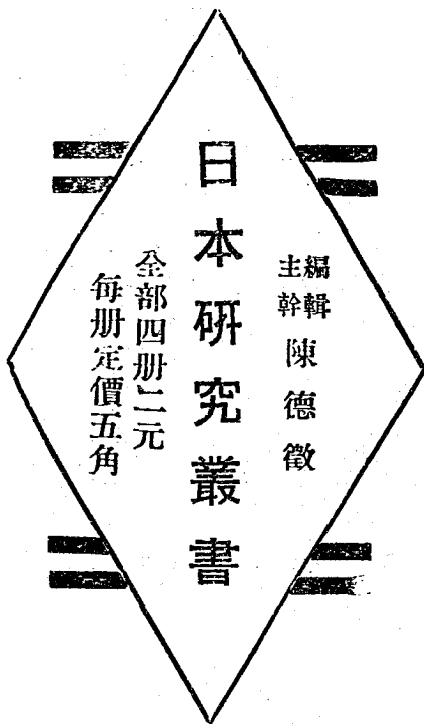 編輯主幹 陳德徵
日本研究叢書
全部四册二元
每册定價五角